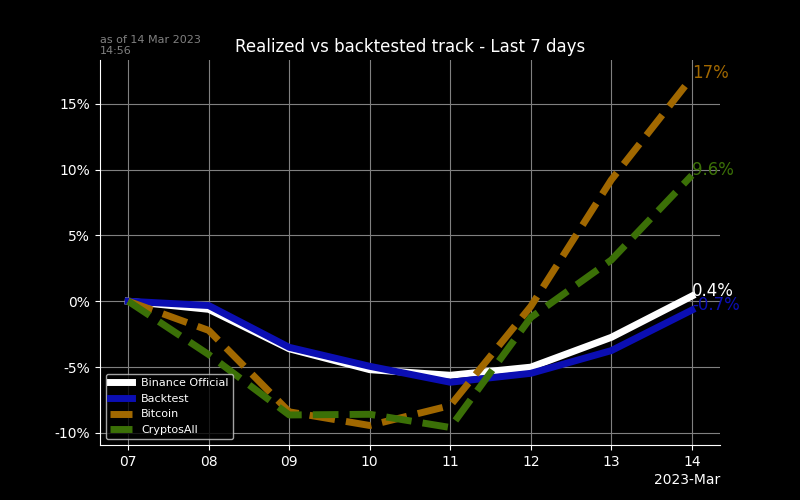 as of 14 Mar 2023
14:56
Realized vs backtested track - Last 7 days
17%
15%
10%
9.6%
5%
0%
0.4%
-0.7%
-5%
-10%
Binance Official
Backtest
Bitcoin
CryptosAll
07 08 09 10 11 12 13 14
2023-Mar